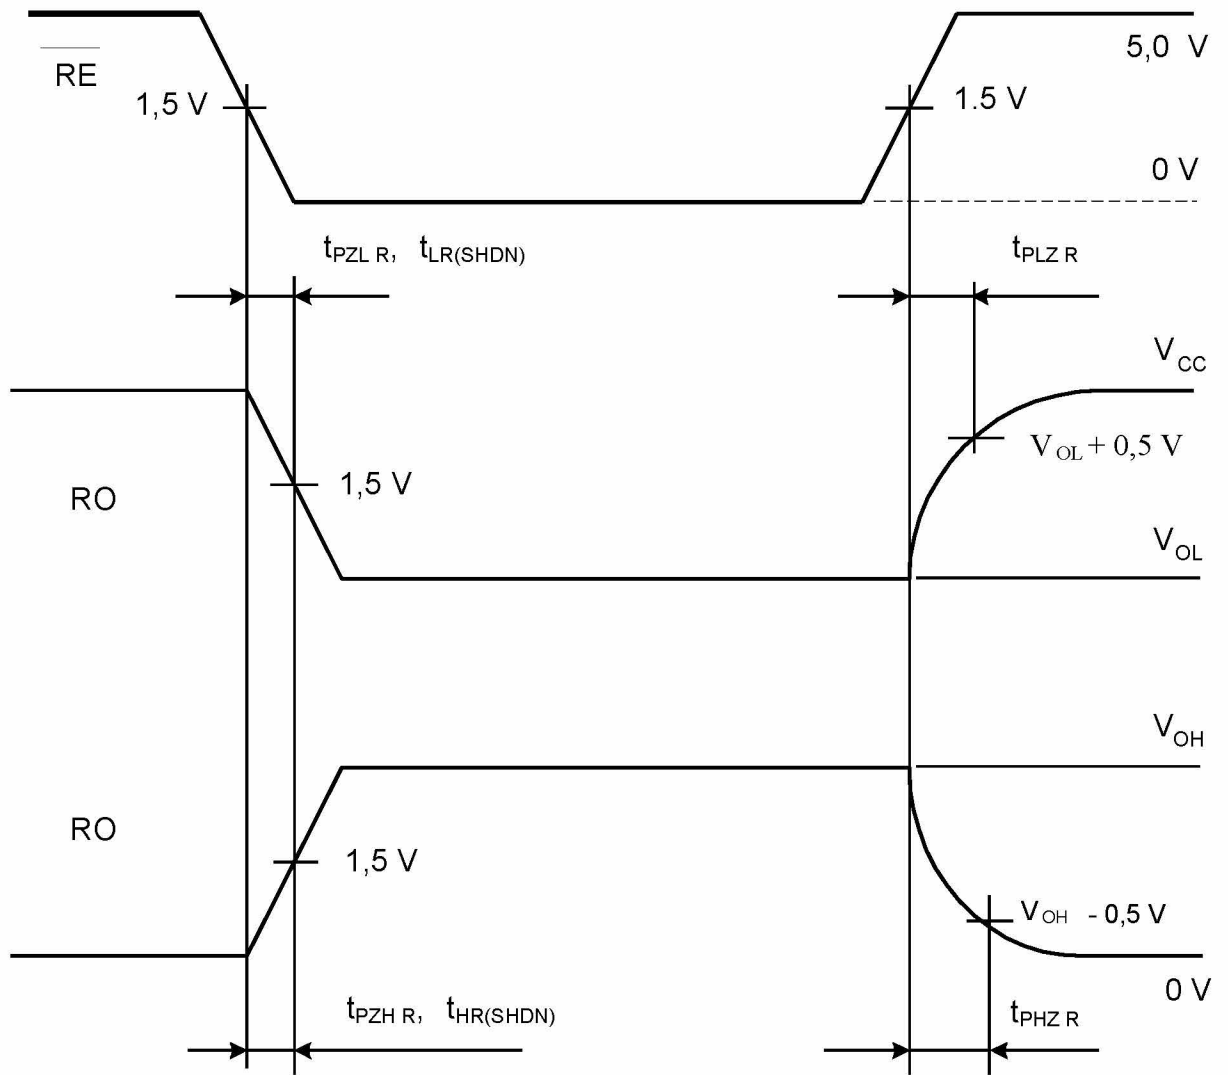 RE
5,0 V
1,5 V
1.5 V
0 V
tPZL R, tLR(SHDN)
tPLZ R
VCC
VOL + 0,5 V
RO
1,5 V
VOL
VOH
RO
1,5 V
VOH - 0,5 V
0 V
tPZH R, tHR(SHDN)
tPHZ R